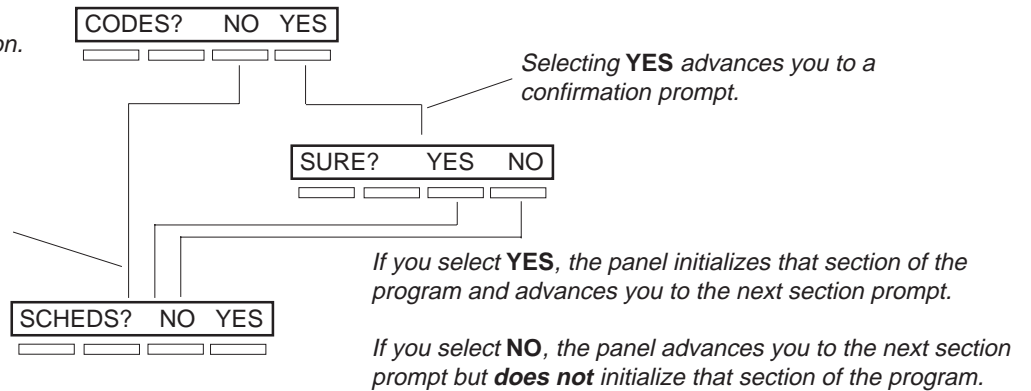 CODES? NO YES
on.
Selecting YES advances you to a
confirmation prompt.
SURE? YES NO
If you select YES, the panel initializes that section of the
program and advances you to the next section prompt.
SCHEDS? NO YES
If you select NO, the panel advances you to the next section
prompt but does not initialize that section of the program.